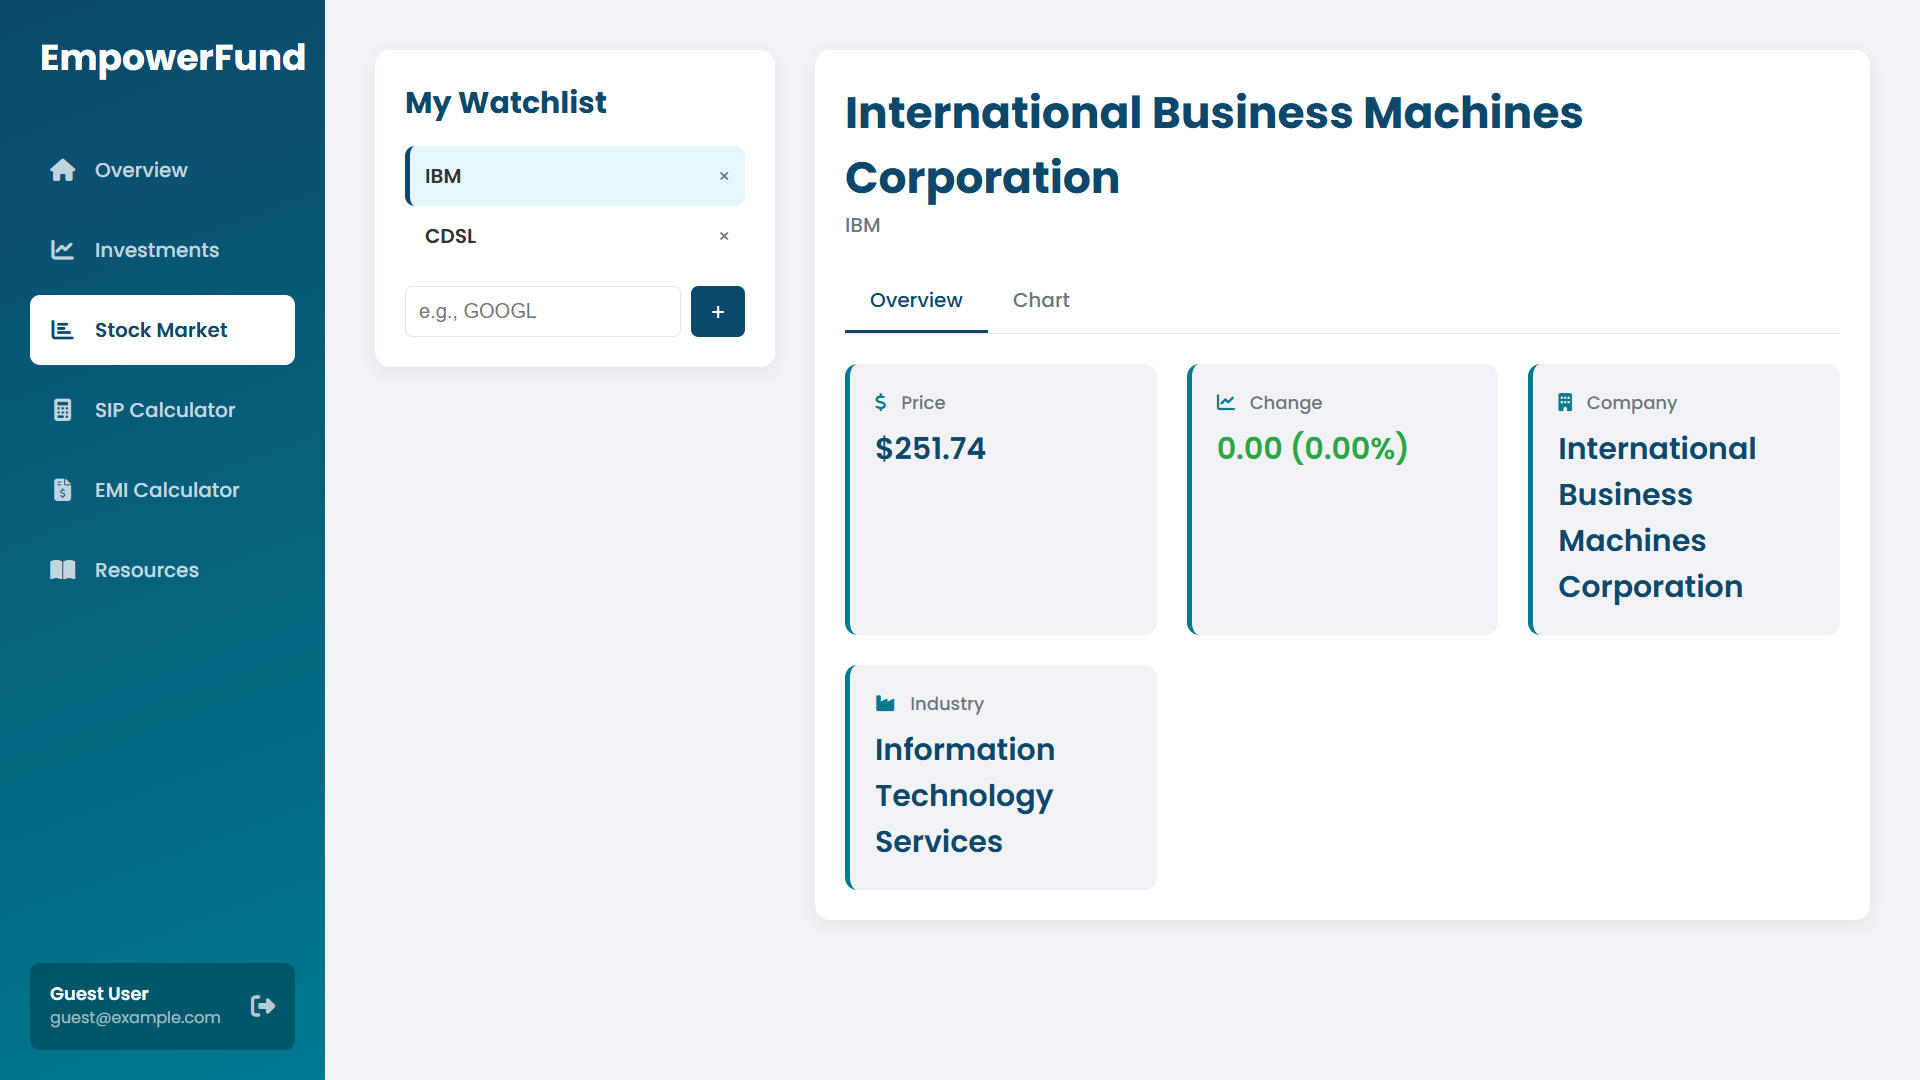 EmpowerFund
Overview
Investments
Stock Market
SIP Calculator
EMI Calculator
Resources
Guest User
guest@example.com
My Watchlist
IBM ×
CDSL ×
e.g., GOOGL +
International Business Machines
Corporation
IBM
Overview Chart
Price
$251.74
Change
0.00 (0.00%)
Company
International
Business
Machines
Corporation
Industry
Information
Technology
Services